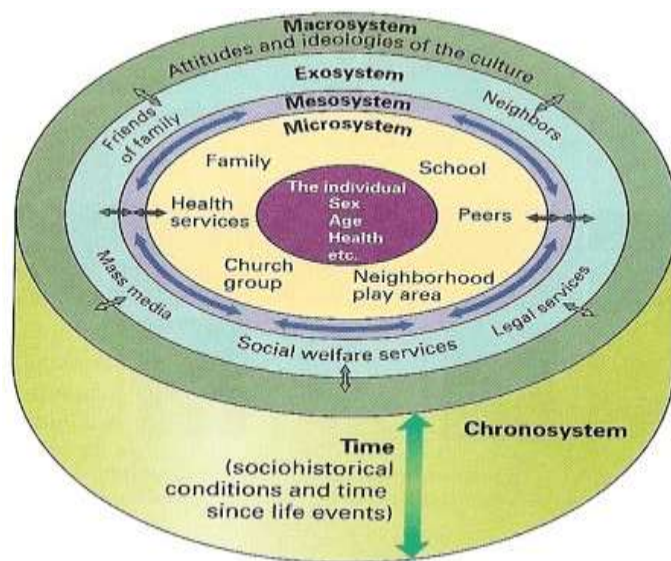 Macrosystem
Attitudes and ideologies of the culture
Exosystem
Mesosystem
Microsystem
Friends
of family
Neighbors
Family
School
Health
services
The individual
Sex
Age
Health
etc.
Peers
Church
group
Neighborhood
play area
Mass media
Social welfare services
Legal services
Time
(sociohistorical
conditions and time
since life events)
Chronosystem